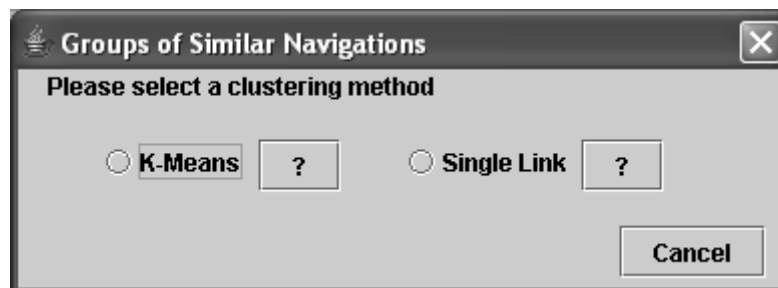 Groups of Similar Navigations
Please select a clustering method
K-Means ? Single Link ?
Cancel